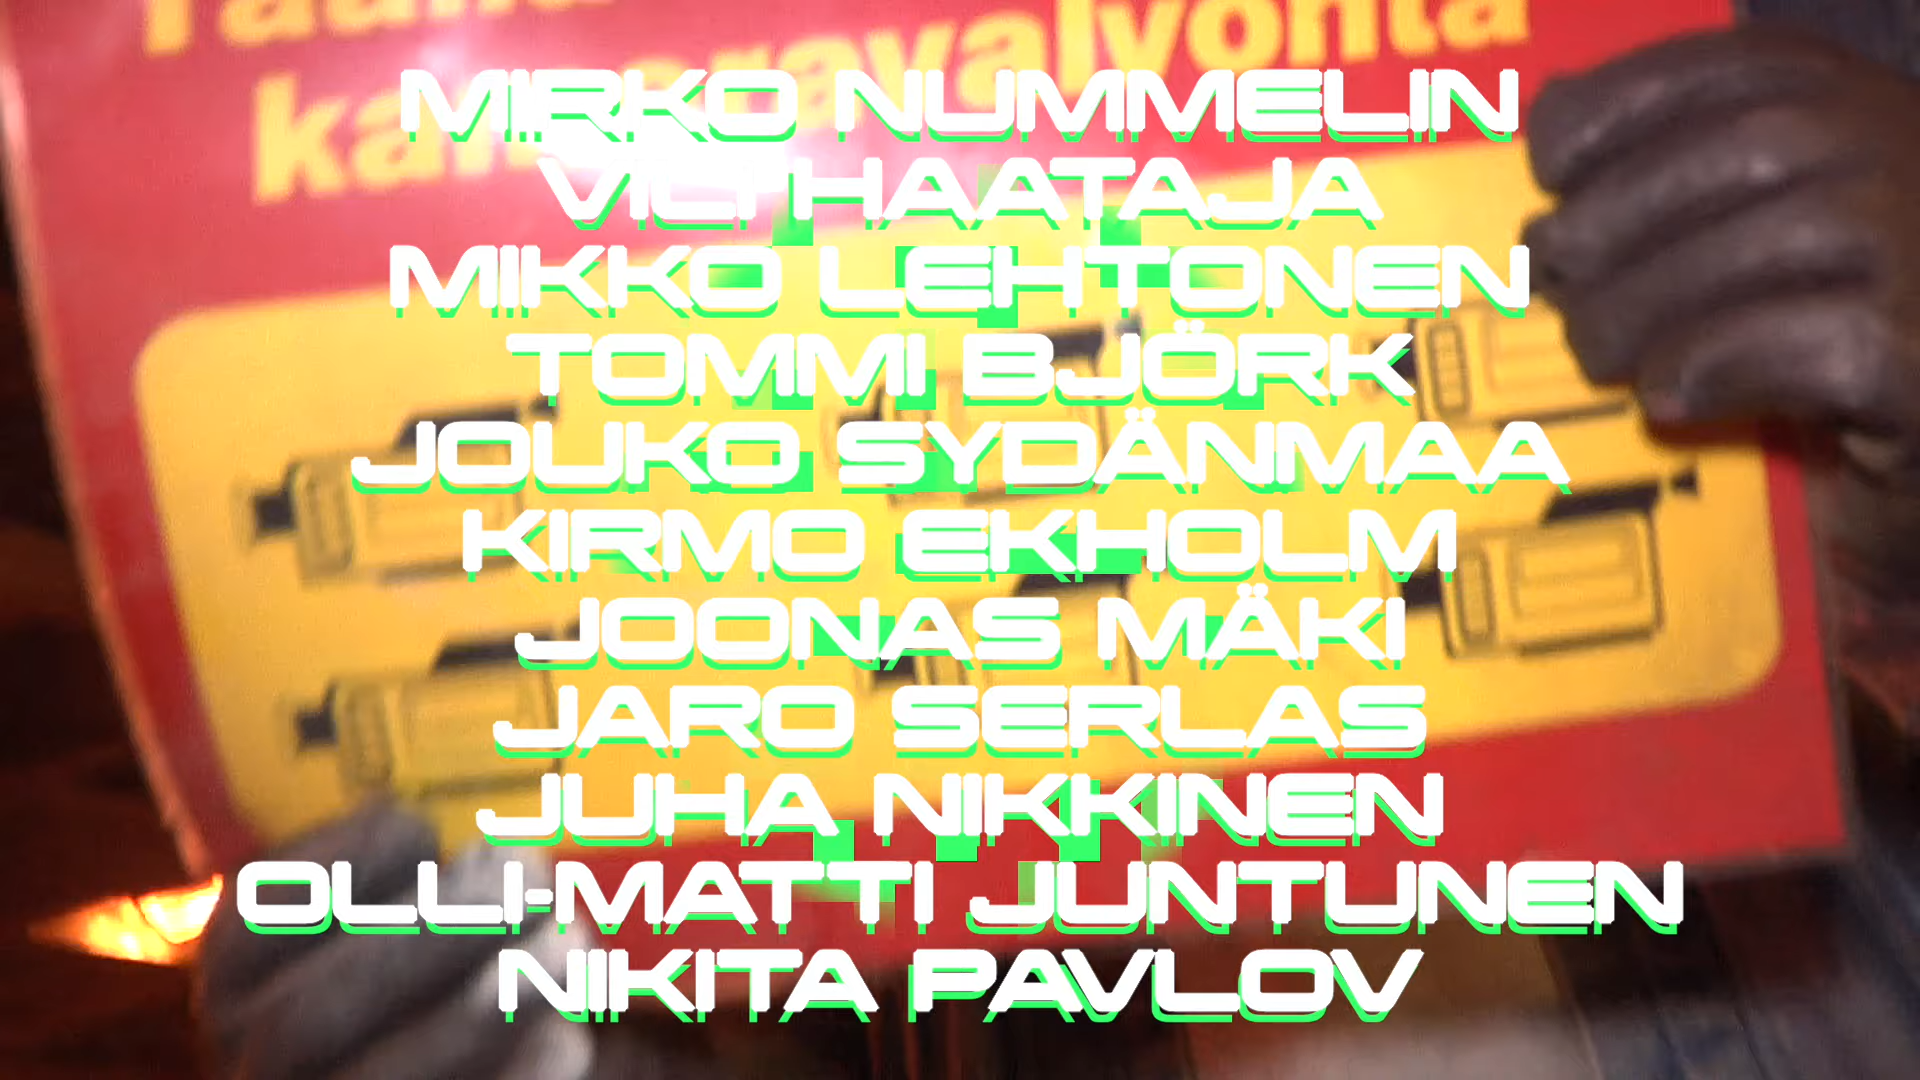 kameravalvonta
MIRKO NUMMELIN
VILI HAATAJA
MIKKO LEHTONEN
TOMMI BJÖRK
JOUKO SYDÄNMAA
KIRMO EKHOLM
JOONAS MÄKI
JARO SERLAS
JUHA NIKKINEN
OLLI-MATTI JUNTUNEN
NIKITA PAVLOV